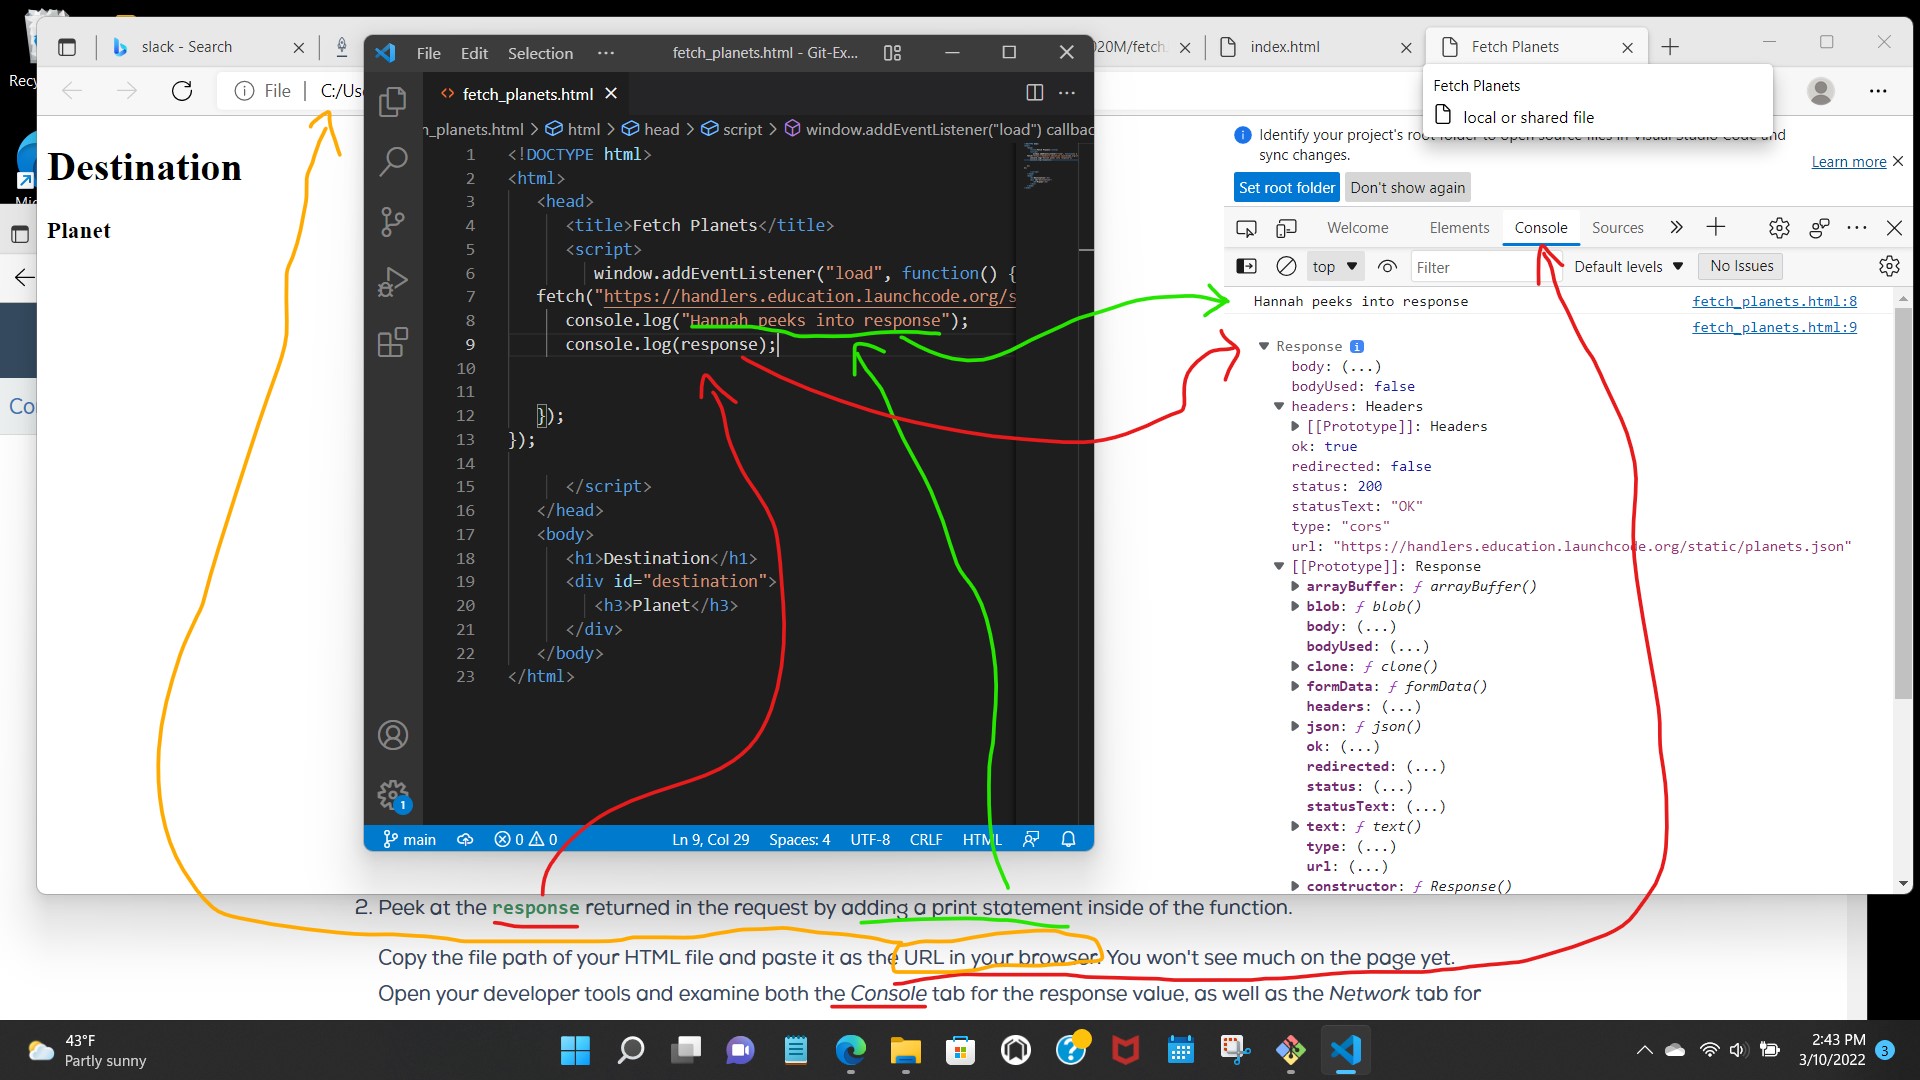 Recy
slack - Search
020M/fetch
index.html
Fetch Planets
File
C:/Us
Fetch Planets
local or shared file
Destination
Planet
Co
File Edit Selection ···
fetch_planets.html - Git-Ex...
fetch_planets.html
n_planets.html > html > head > script > window.addEventListener("load") callbac
1 <!DOCTYPE html>
2 <html>
3 <head>
4 <title>Fetch Planets</title>
5 <script>
6 window.addEventListener("load", function() {
7 fetch("https://handlers.education.launchcode.org/s
8 console.log("Hannah peeks into response");
9 console.log(response);
10
11
12 });
13 });
14
15 </script>
16 </head>
17 <body>
18 <h1>Destination</h1>
19 <div id="destination">
20 <h3>Planet</h3>
21 </div>
22 </body>
23 </html>
1
main 0 0 Ln 9, Col 29 Spaces: 4 UTF-8 CRLF HTML
Identify your project's root folder to open source files in Visual Studio Code and
sync changes.
Learn more
Set root folder Don't show again
Welcome Elements Console Sources
top Filter Default levels No Issues
Hannah peeks into response fetch_planets.html:8
fetch_planets.html:9
Response i
body: (...)
bodyUsed: false
headers: Headers
[[Prototype]]: Headers
ok: true
redirected: false
status: 200
statusText: "OK"
type: "cors"
url: "https://handlers.education.launchcode.org/static/planets.json"
[[Prototype]]: Response
arrayBuffer: ƒ arrayBuffer()
blob: ƒ blob()
body: (...)
bodyUsed: (...)
clone: ƒ clone()
formData: ƒ formData()
headers: (...)
json: ƒ json()
ok: (...)
redirected: (...)
status: (...)
statusText: (...)
text: ƒ text()
type: (...)
url: (...)
constructor: ƒ Response()
2. Peek at the response returned in the request by adding a print statement inside of the function.
Copy the file path of your HTML file and paste it as the URL in your browser. You won't see much on the page yet.
Open your developer tools and examine both the Console tab for the response value, as well as the Network tab for
43°F
Partly sunny
2:43 PM
3/10/2022
3